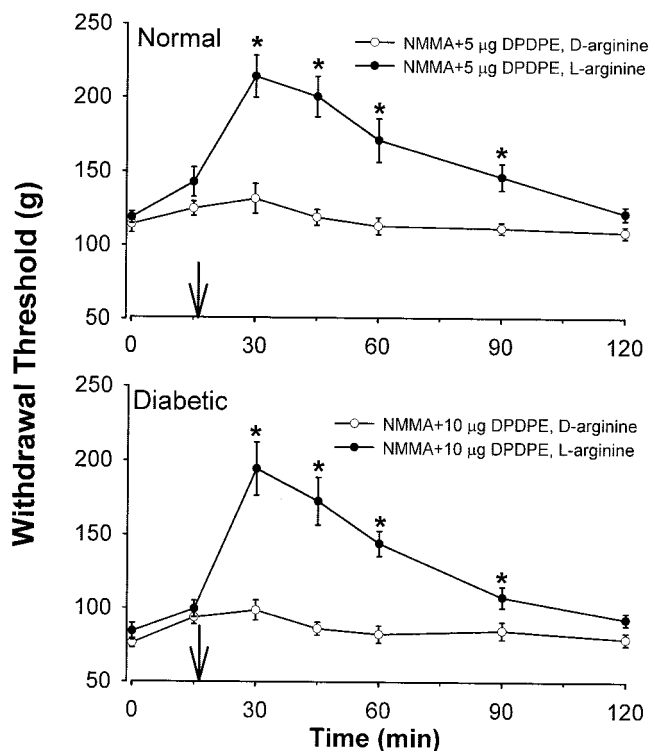 Withdrawal Threshold (g)
Normal
NMMA+5 µg DPDPE, D-arginine
NMMA+5 µg DPDPE, L-arginine
250
200
150
100
50
* * * *
0 30 60 90 120
Diabetic
NMMA+10 µg DPDPE, D-arginine
NMMA+10 µg DPDPE, L-arginine
250
200
150
100
50
* * * *
0 30 60 90 120
Time (min)